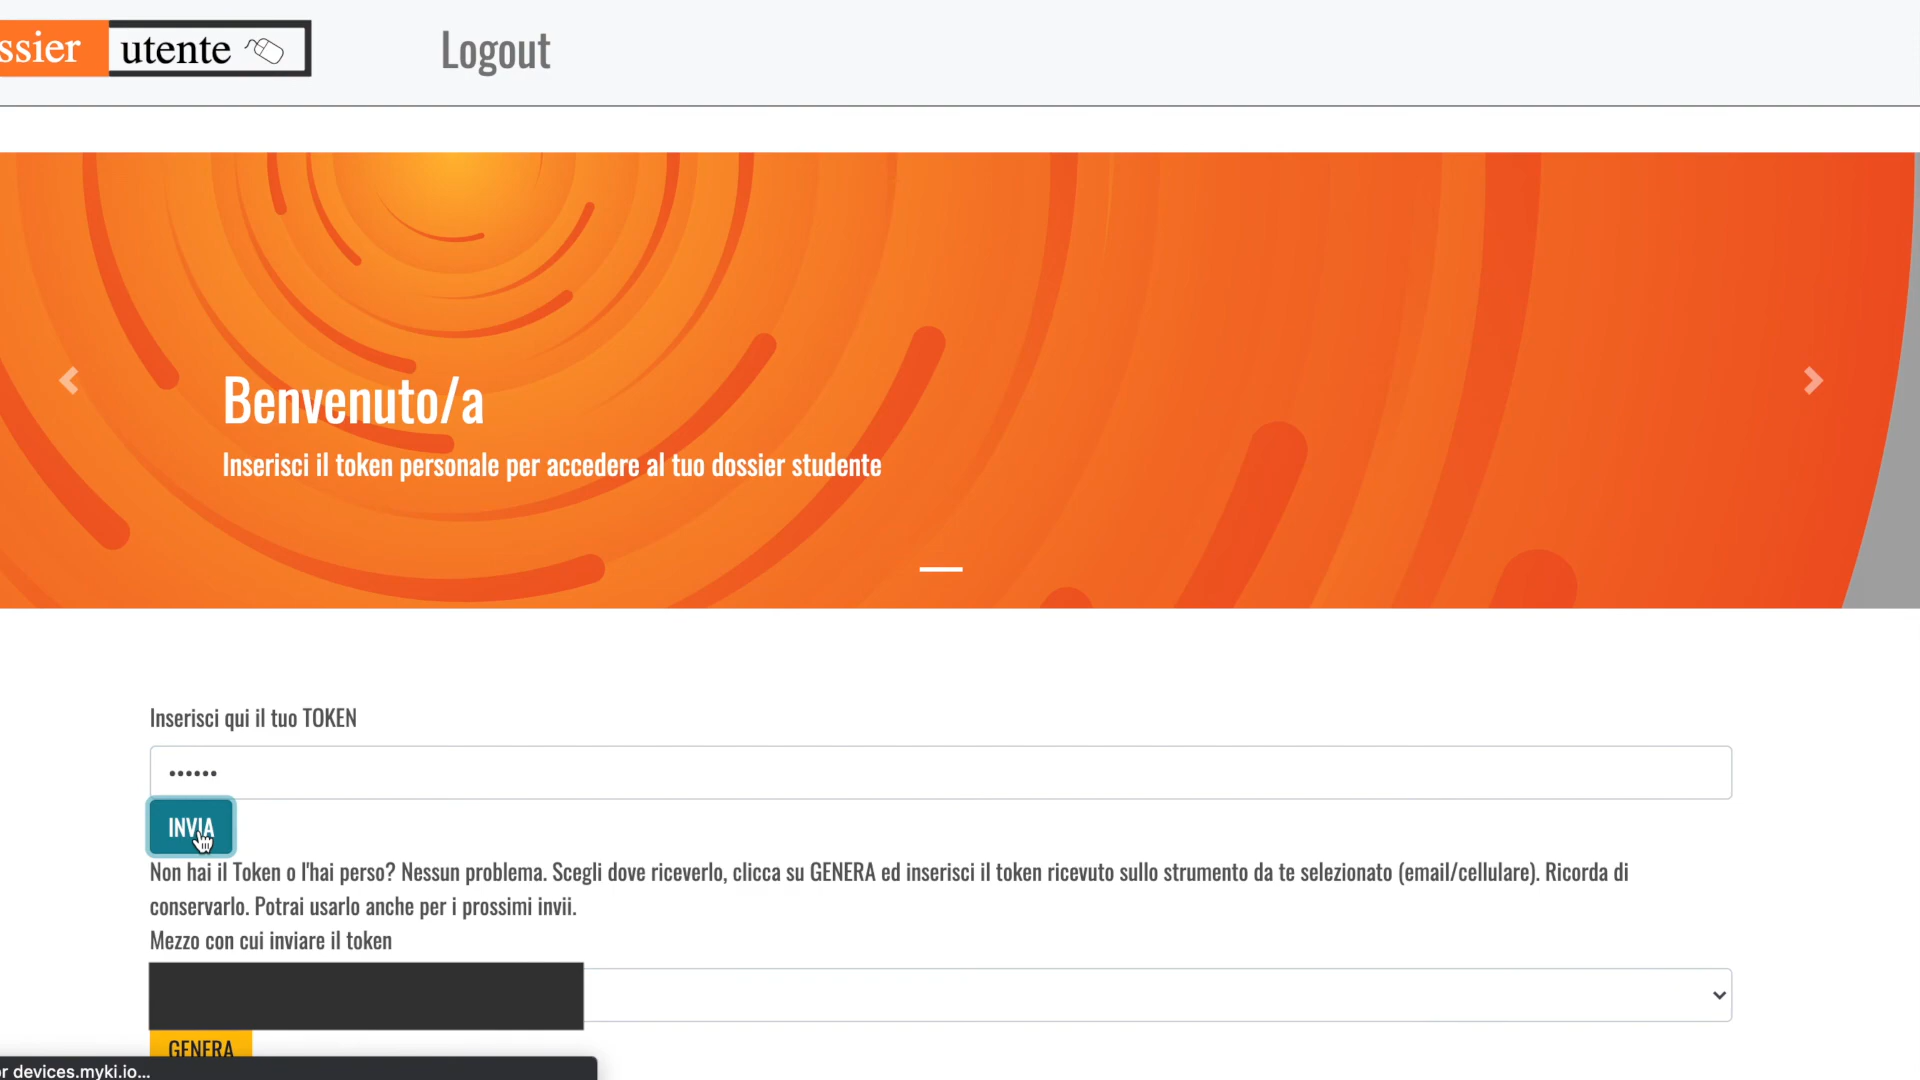 ssier utente
Logout
Benvenuto/a
Inserisci il token personale per accedere al tuo dossier studente
Inserisci qui il tuo TOKEN
••••••
INVIA
Non hai il Token o l'hai perso? Nessun problema. Scegli dove riceverlo, clicca su GENERA ed inserisci il token ricevuto sullo strumento da te selezionato (email/cellulare). Ricorda di
conservarlo. Potrai usarlo anche per i prossimi invii.
Mezzo con cui inviare il token
GENERA
or devices.myki.io...